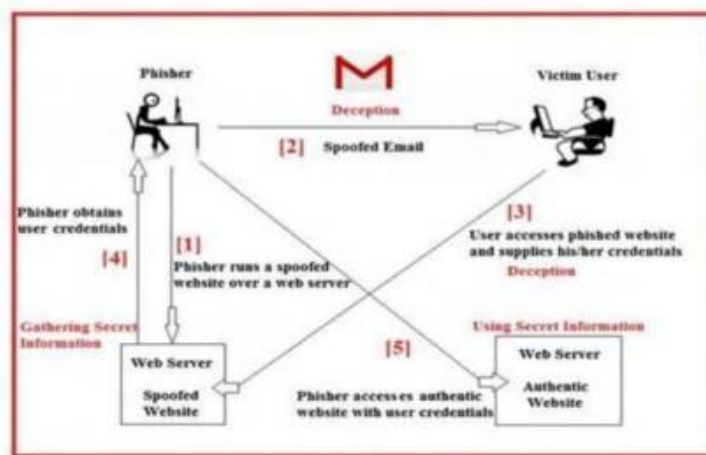 Phisher
Victim User
Deception
[2]
Spoofed Email
[3]
Phisher obtains
user credentials
[4]
[1]
Phisher runs a spoofed
website over a web server
User accesses phished website
and supplies his/her credentials
Deception
Gathering Secret
Information
Using Secret Information
[5]
Web Server
Spoofed
Website
Phisher accesses authentic
website with user credentials
Web Server
Authentic
Website